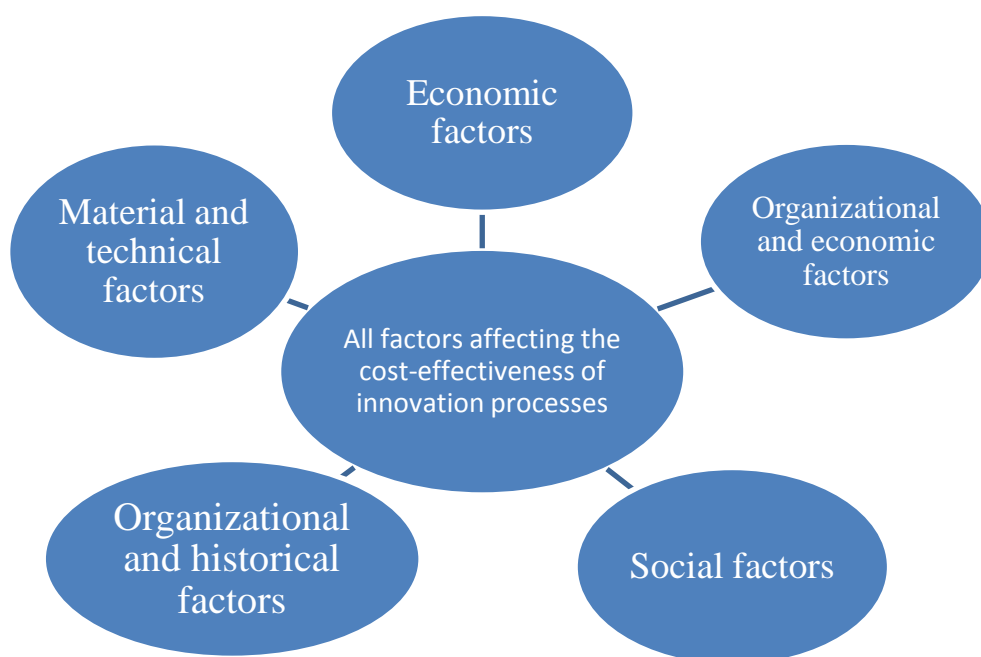 Economic
factors
Organizational
and economic
factors
Material and
technical
factors
All factors affecting the
cost-effectiveness of
innovation processes
Organizational
and historical
factors
Social factors